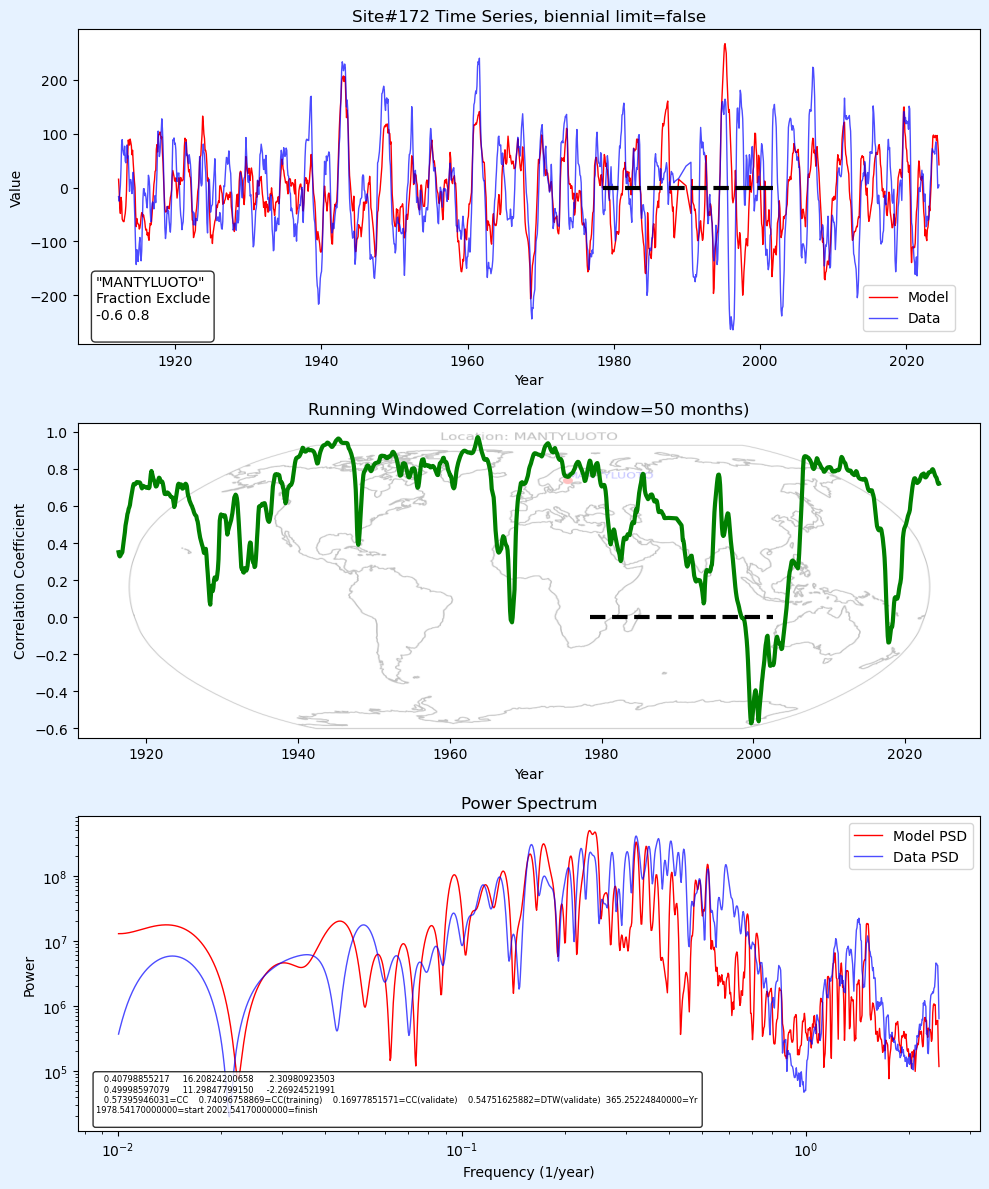 Site#172 Time Series, biennial limit=false
Value
200
100
0
−100
−200
"MANTYLUOTO"
Fraction Exclude
-0.6 0.8
Model
Data
1920
1940
1960
1980
2000
2020
Year
Running Windowed Correlation (window=50 months)
Location: MANTYLUOTO
Correlation Coefficient
1.0
0.8
0.6
0.4
0.2
0.0
−0.2
−0.4
−0.6
1920
1940
1960
1980
2000
2020
Year
Power Spectrum
Model PSD
Data PSD
Power
10⁸
10⁷
10⁶
10⁵
0.40798855217 16.20824200658 2.30980923503
0.49998597079 11.29847799150 -2.26924521991
0.57395946031=CC 0.74096758869=CC(training) 0.16977851571=CC(validate) 0.54751625882=DTW(validate) 365.25224840000=Yr
1978.54170000000=start 2002.54170000000=finish
10⁻²
10⁻¹
10⁰
Frequency (1/year)